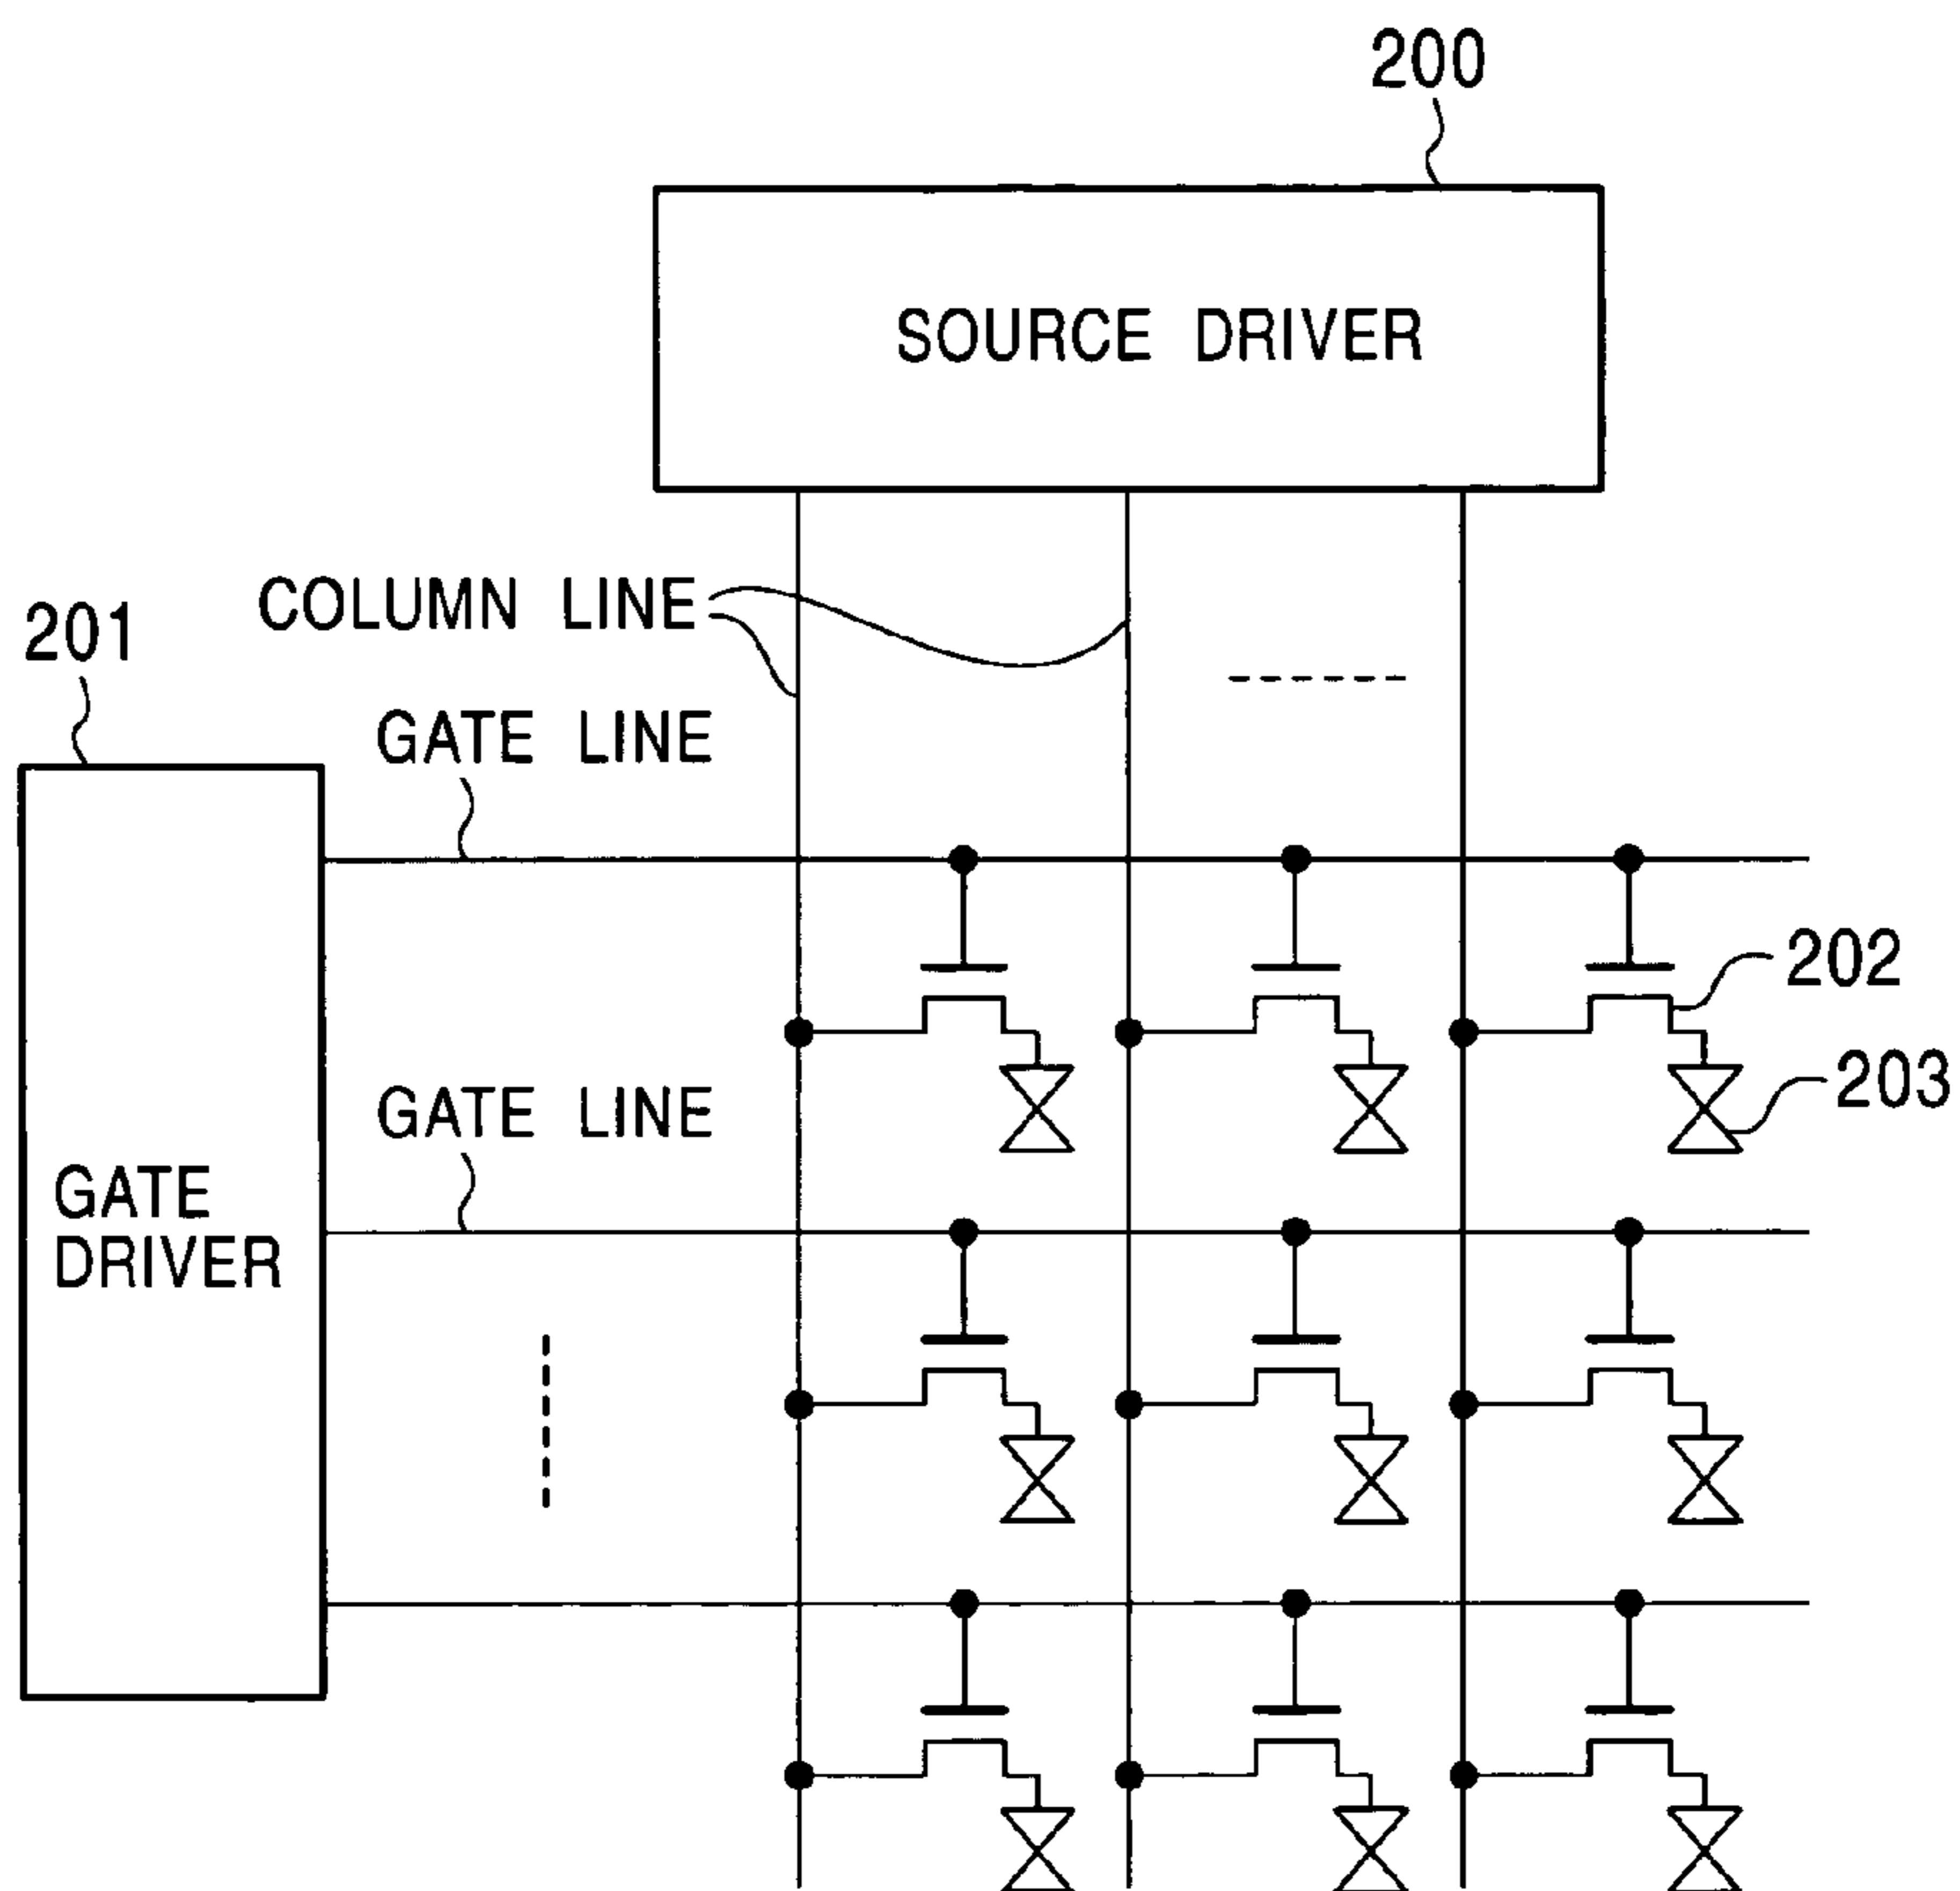 200
SOURCE DRIVER
COLUMN LINE
201
GATE LINE
202
203
GATE LINE
GATE
DRIVER